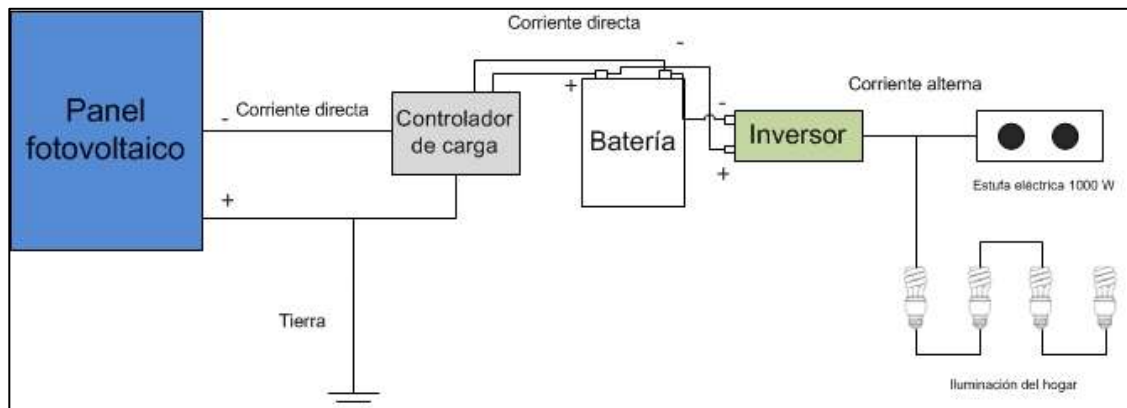 Corriente directa
Panel
fotovoltaico
-
Corriente directa
+
Controlador
de carga
+
-
Batería
-
+
Inversor
Corriente alterna
Estufa eléctrica 1000 W
Tierra
Iluminación del hogar